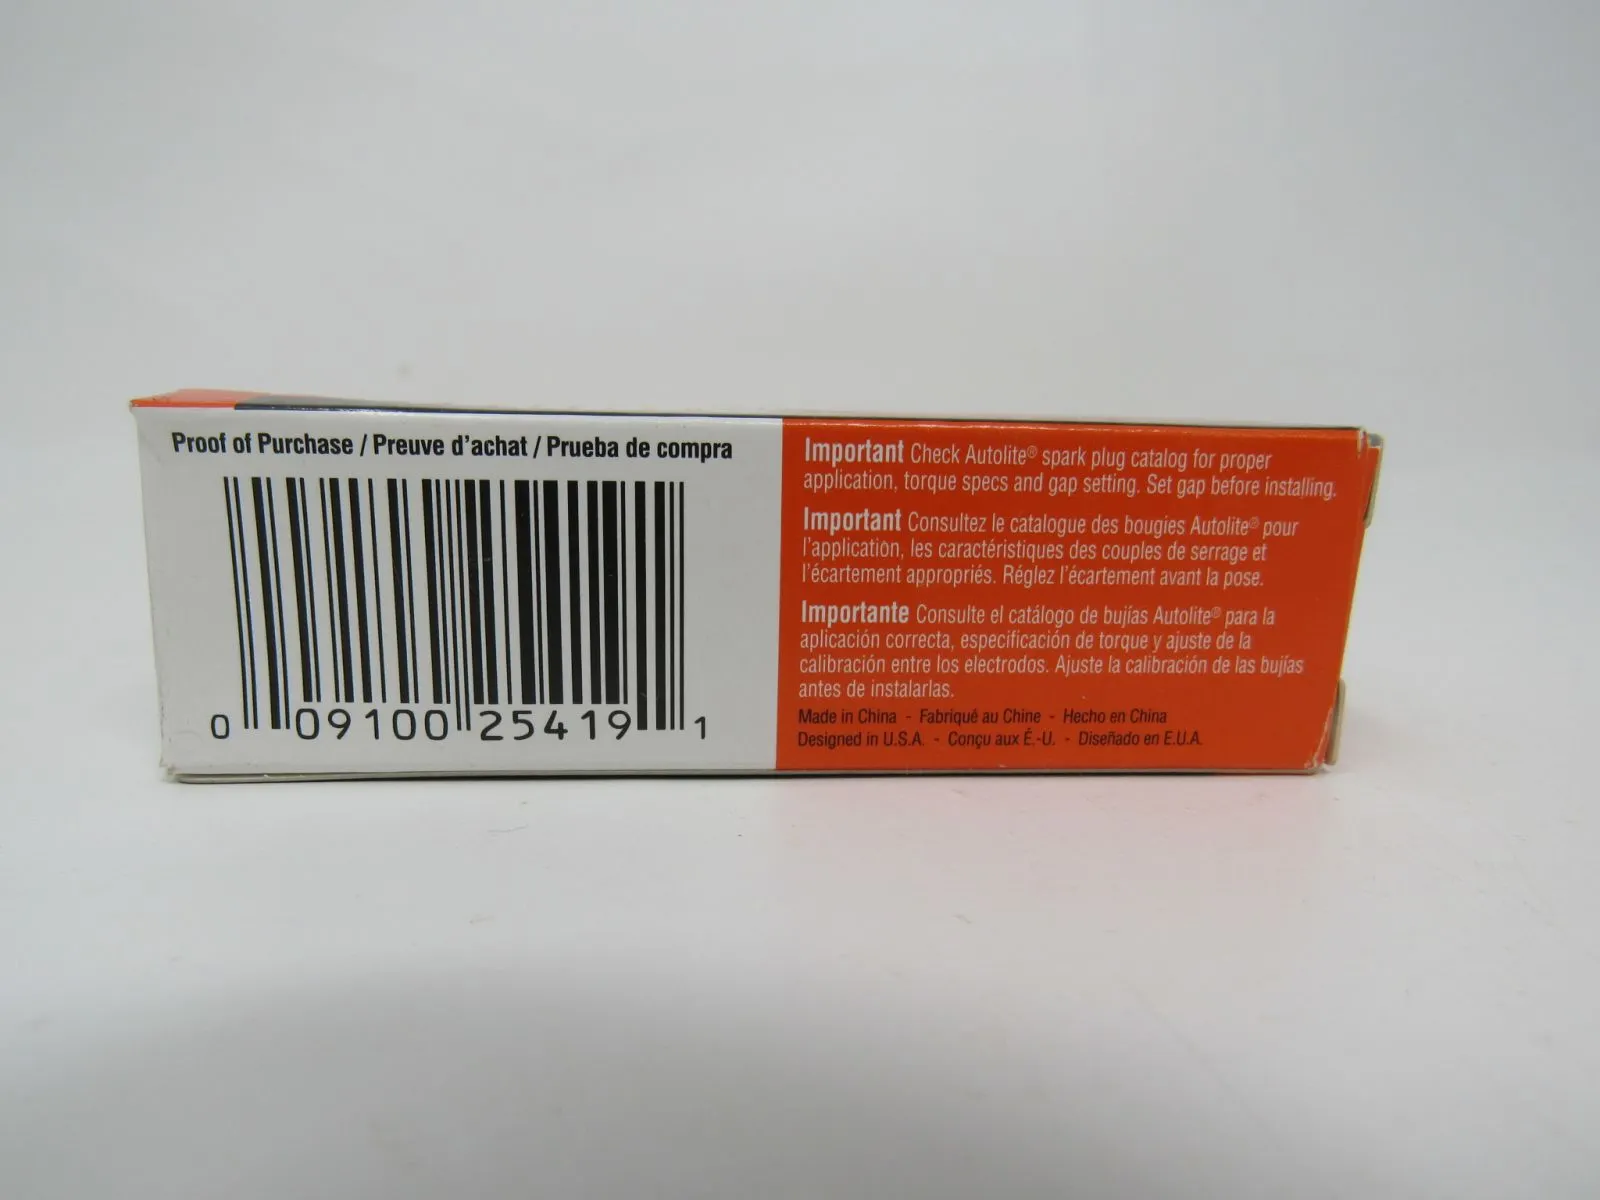 Proof of Purchase / Preuve d'achat / Prueba de compra
0 09100 25419 1
Important Check Autolite® spark plug catalog for proper
application, torque specs and gap setting. Set gap before installing.
Important Consultez le catalogue des bougies Autolite® pour
l'application, les caractéristiques des couples de serrage et
l'écartement appropriés. Réglez l'écartement avant la pose.
Importante Consulte el catálogo de bujías Autolite® para la
aplicación correcta, especificación de torque y ajuste de la
calibración entre los electrodos. Ajuste la calibración de las bujías
antes de instalarlas.
Made in China - Fabriqué au Chine - Hecho en China
Designed in U.S.A. - Conçu aux É.-U. - Diseñado en E.U.A.